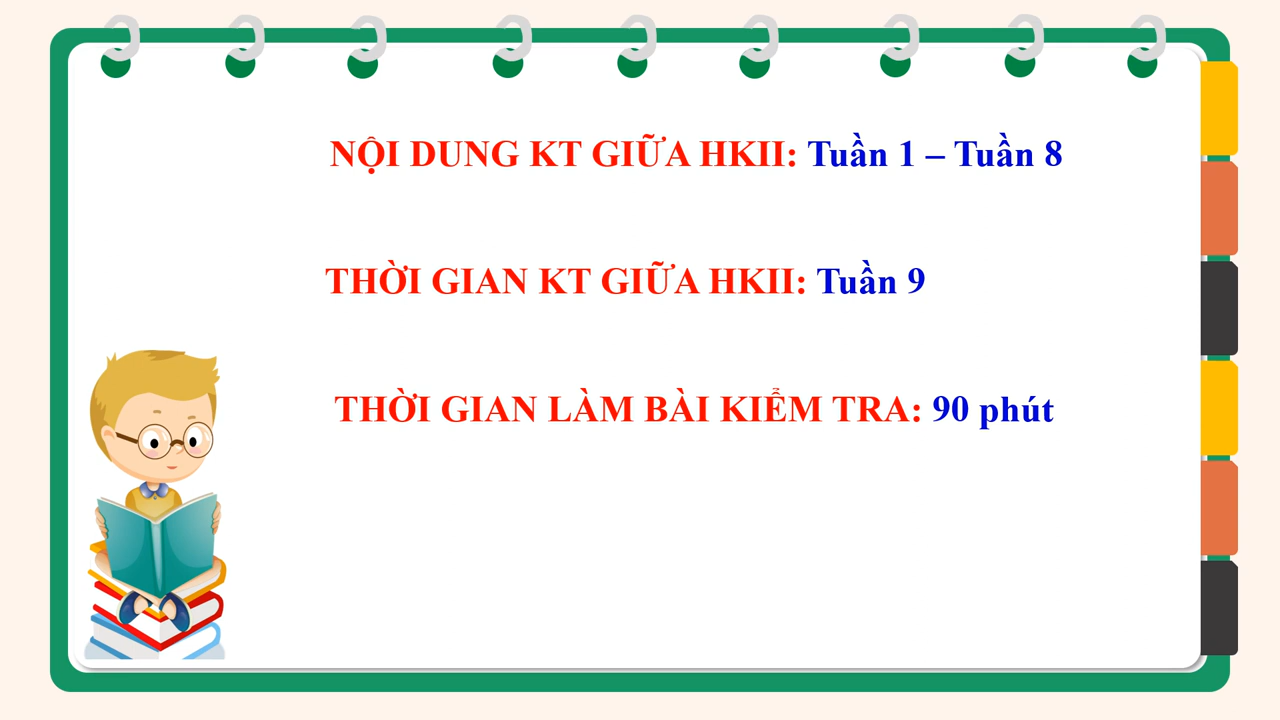 NỘI DUNG KT GIỮA HKII: Tuần 1 – Tuần 8
THỜI GIAN KT GIỮA HKII: Tuần 9
THỜI GIAN LÀM BÀI KIỂM TRA: 90 phút